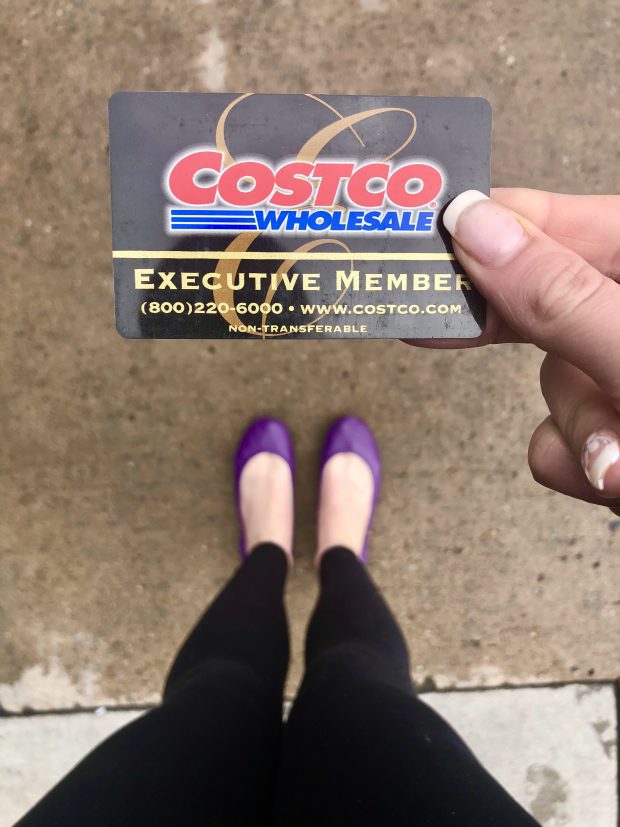 COSTCO®
WHOLESALE
EXECUTIVE MEMBER
(800)220-6000 • WWW.COSTCO.COM
NON-TRANSFERABLE